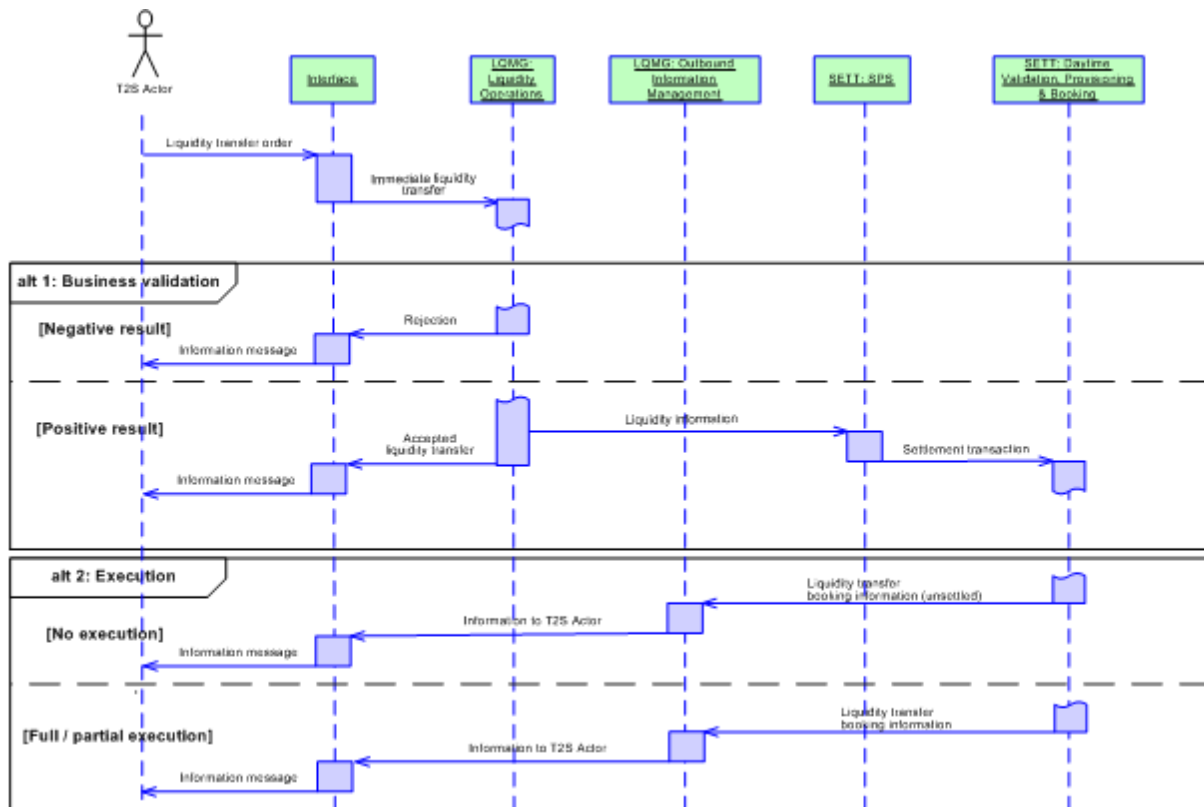 T2S Actor
Interface
LQMG:
Liquidity
Operations
LQMG: Outbound
Information
Management
SETT: SPS
SETT: Daytime
Validation, Provisioning
& Booking
Liquidity transfer order
Immediate liquidity
transfer
alt 1: Business validation
[Negative result]
Rejection
Information message
[Positive result]
Liquidity information
Accepted
liquidity transfer
Settlement transaction
Information message
alt 2: Execution
Liquidity transfer
booking information (unsettled)
[No execution]
Information to T2S Actor
Information message
Liquidity transfer
booking information
[Full / partial execution]
Information to T2S Actor
Information message